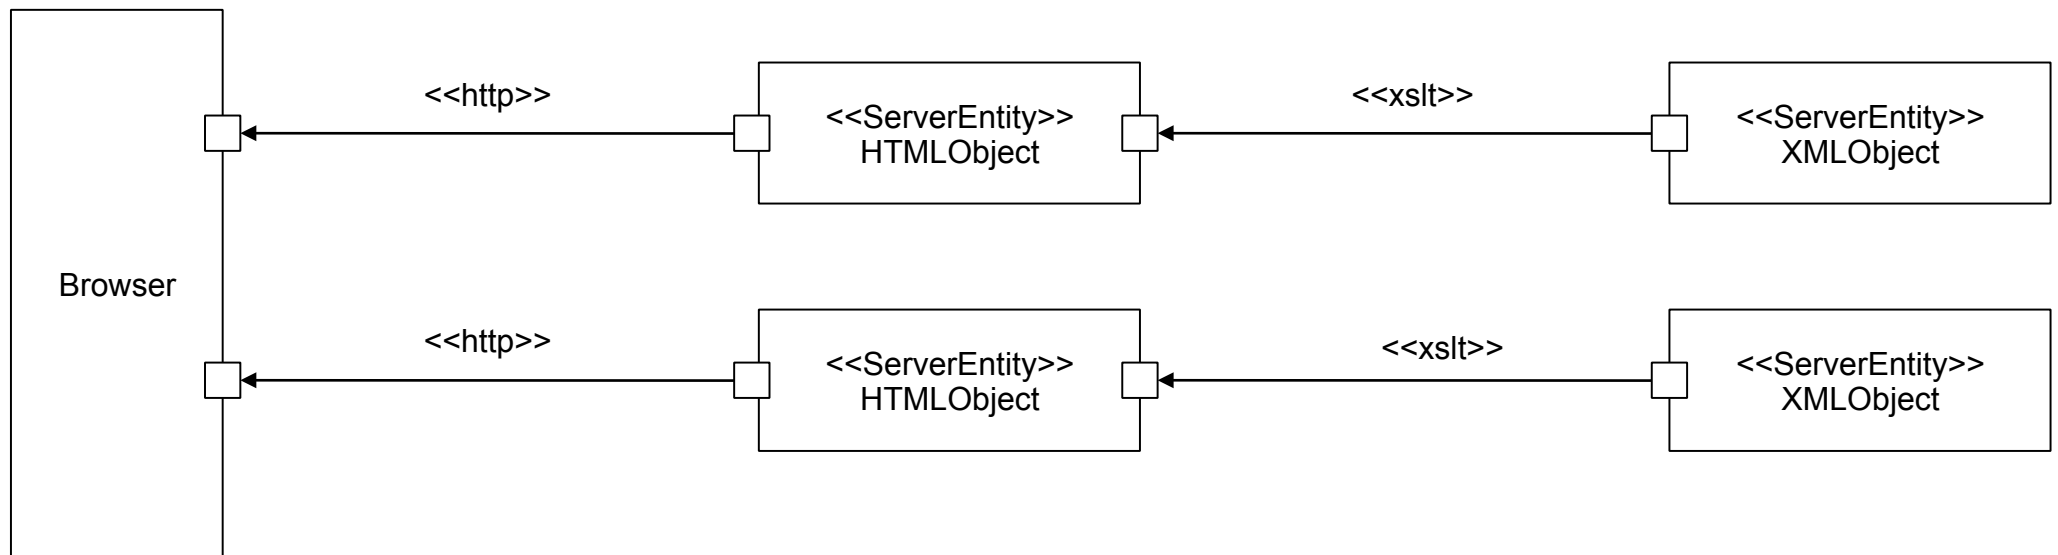 <<http>>
<<ServerEntity>>
HTMLObject
<<xslt>>
<<ServerEntity>>
XMLObject
Browser
<<http>>
<<ServerEntity>>
HTMLObject
<<xslt>>
<<ServerEntity>>
XMLObject